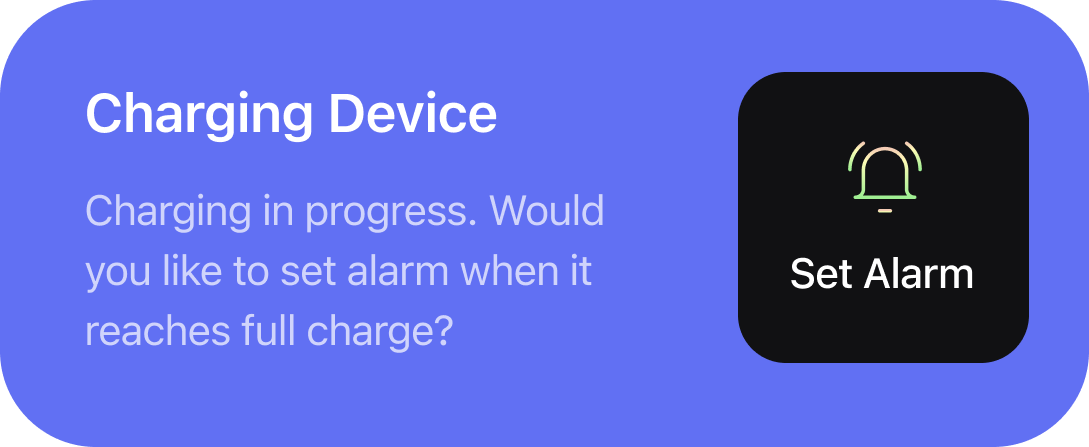 Charging Device
Charging in progress. Would
you like to set alarm when it
reaches full charge?
Set Alarm